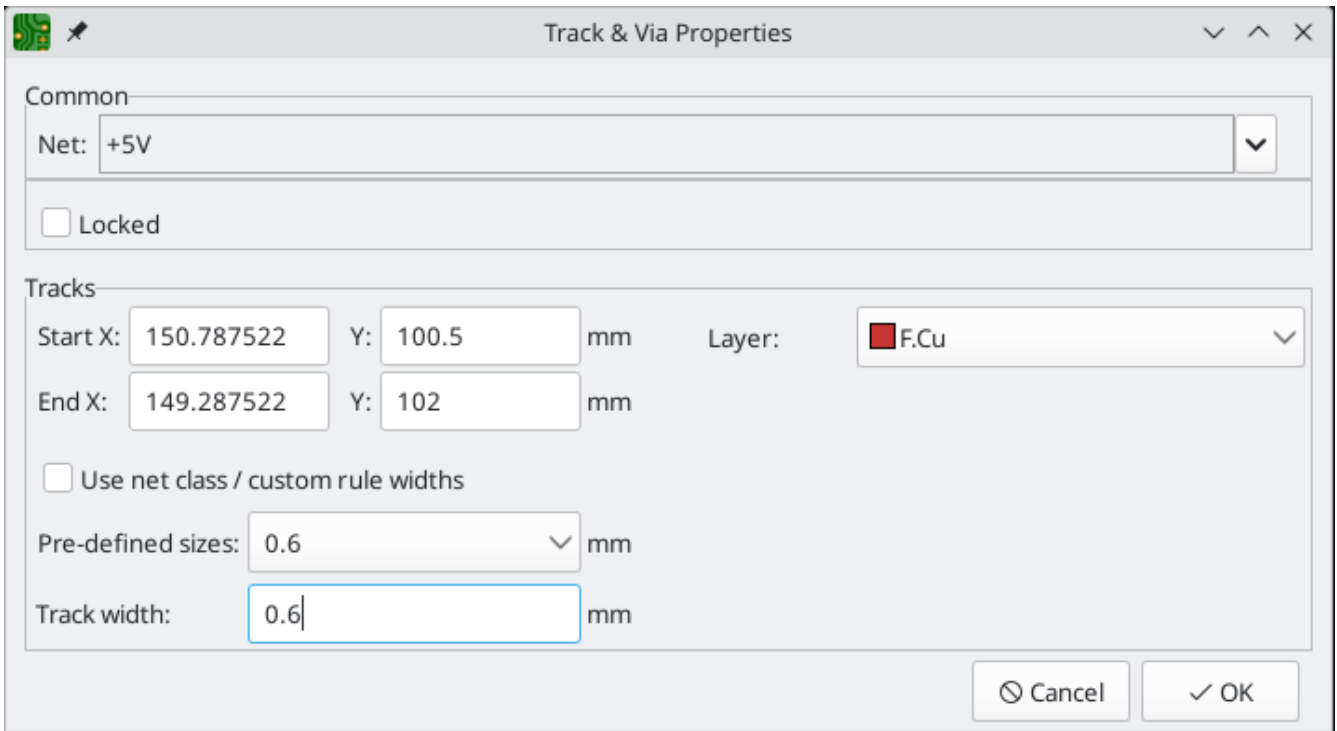 Track & Via Properties
Common
Net: +5V
Locked
Tracks
Start X: 150.787522 Y: 100.5 mm Layer: F.Cu
End X: 149.287522 Y: 102 mm
Use net class / custom rule widths
Pre-defined sizes: 0.6 mm
Track width: 0.6 mm
Cancel OK